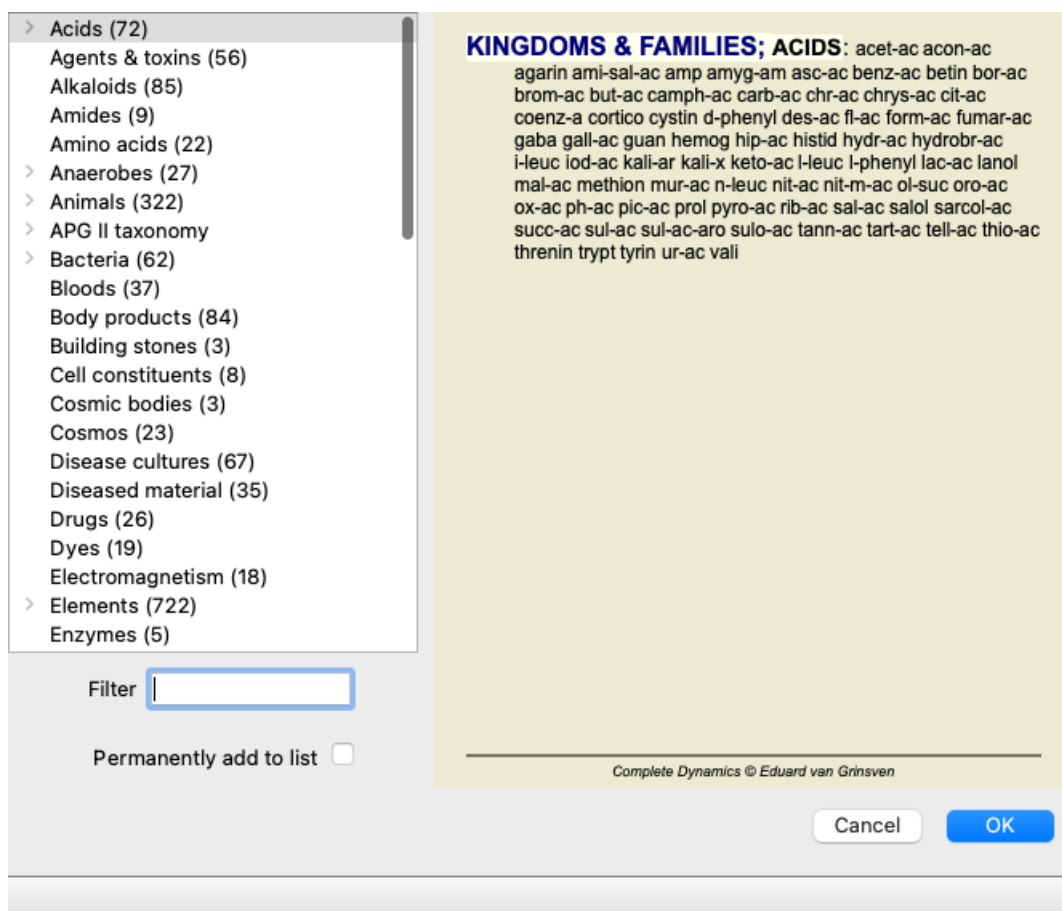 Acids (72)
Agents & toxins (56)
Alkaloids (85)
Amides (9)
Amino acids (22)
Anaerobes (27)
Animals (322)
APG II taxonomy
Bacteria (62)
Bloods (37)
Body products (84)
Building stones (3)
Cell constituents (8)
Cosmic bodies (3)
Cosmos (23)
Disease cultures (67)
Diseased material (35)
Drugs (26)
Dyes (19)
Electromagnetism (18)
Elements (722)
Enzymes (5)
Filter
Permanently add to list
KINGDOMS & FAMILIES; ACIDS: acet-ac acon-ac
agarin ami-sal-ac amp amyg-am asc-ac benz-ac betin bor-ac
brom-ac but-ac camph-ac carb-ac chr-ac chrys-ac cit-ac
coenz-a cortico cystin d-phenyl des-ac fl-ac form-ac fumar-ac
gaba gall-ac guan hemog hip-ac histid hydr-ac hydrobr-ac
i-leuc iod-ac kali-ar kali-x keto-ac l-leuc l-phenyl lac-ac lanol
mal-ac methion mur-ac n-leuc nit-ac nit-m-ac ol-suc oro-ac
ox-ac ph-ac pic-ac prol pyro-ac rib-ac sal-ac salol sarcol-ac
succ-ac sul-ac sul-ac-aro sulo-ac tann-ac tart-ac tell-ac thio-ac
threnin trypt tyrin ur-ac vali
Complete Dynamics © Eduard van Grinsven
Cancel
OK